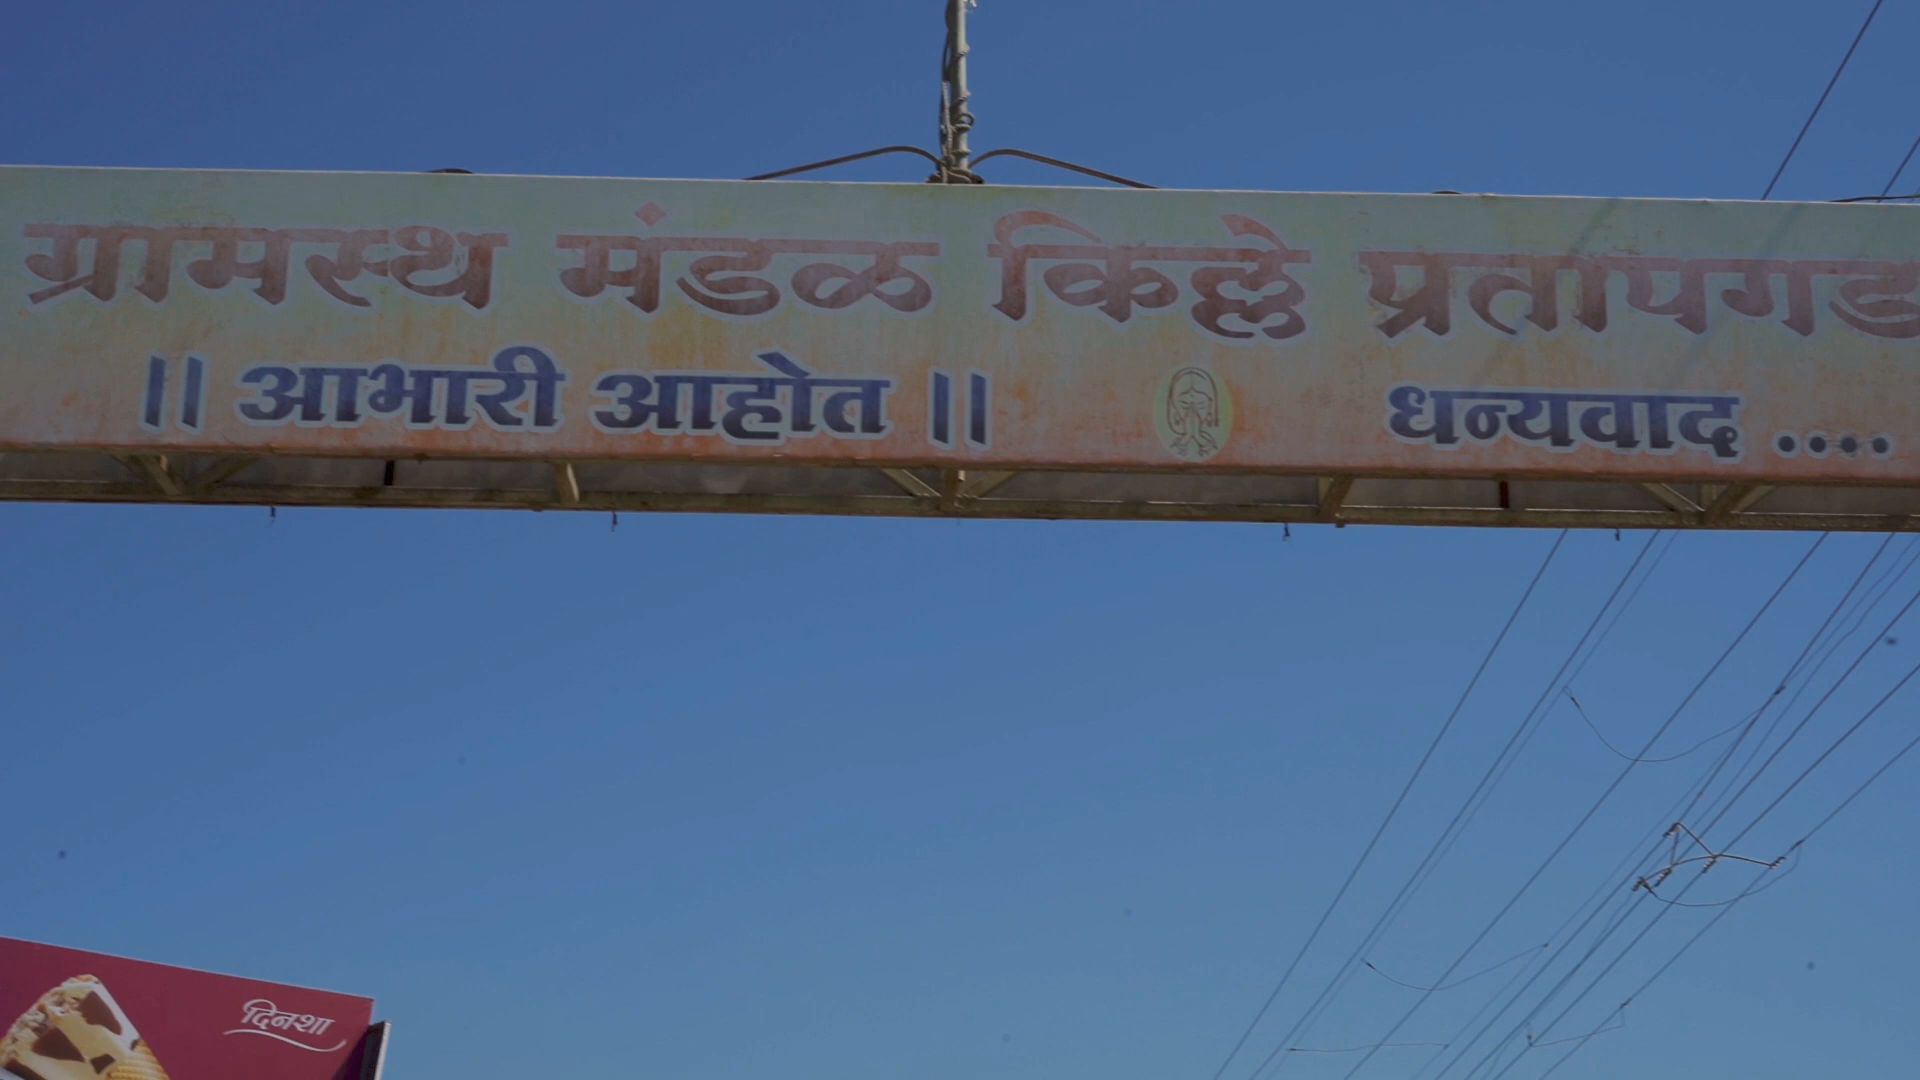 ग्रामस्थ मंडळ किल्ले प्रतापगड
|| आभारी आहोत || धन्यवाद ....
दिनशा